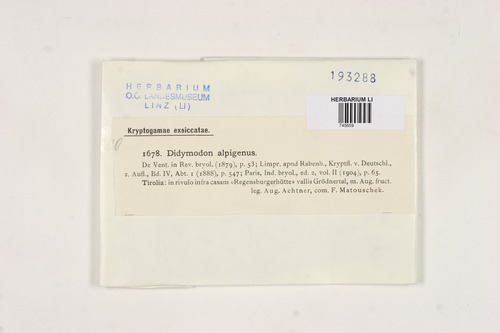 HERBARIUM
O.Ö. LANDESMUSEUM
LINZ (LI)
193288
HERBARIUM LI
Kryptogamae exsiccatae.
1678. Didymodon alpigenus.
De Vent. in Rev. bryol. (1879), p. 53; Limpr. apud Rabenh., Kryptfl. v. Deutschl.,
2. Aufl., Bd. IV, Abt. 1 (1888), p. 547; Paris, Ind. bryol., ed. 2, vol. II (1904), p. 65.
Tirolia: in rivulo infra casam «Regensburgerhütte» vallis Grödnertal, m. Aug. fruct.
leg. Aug. Achtner, com. F. Matouschek.